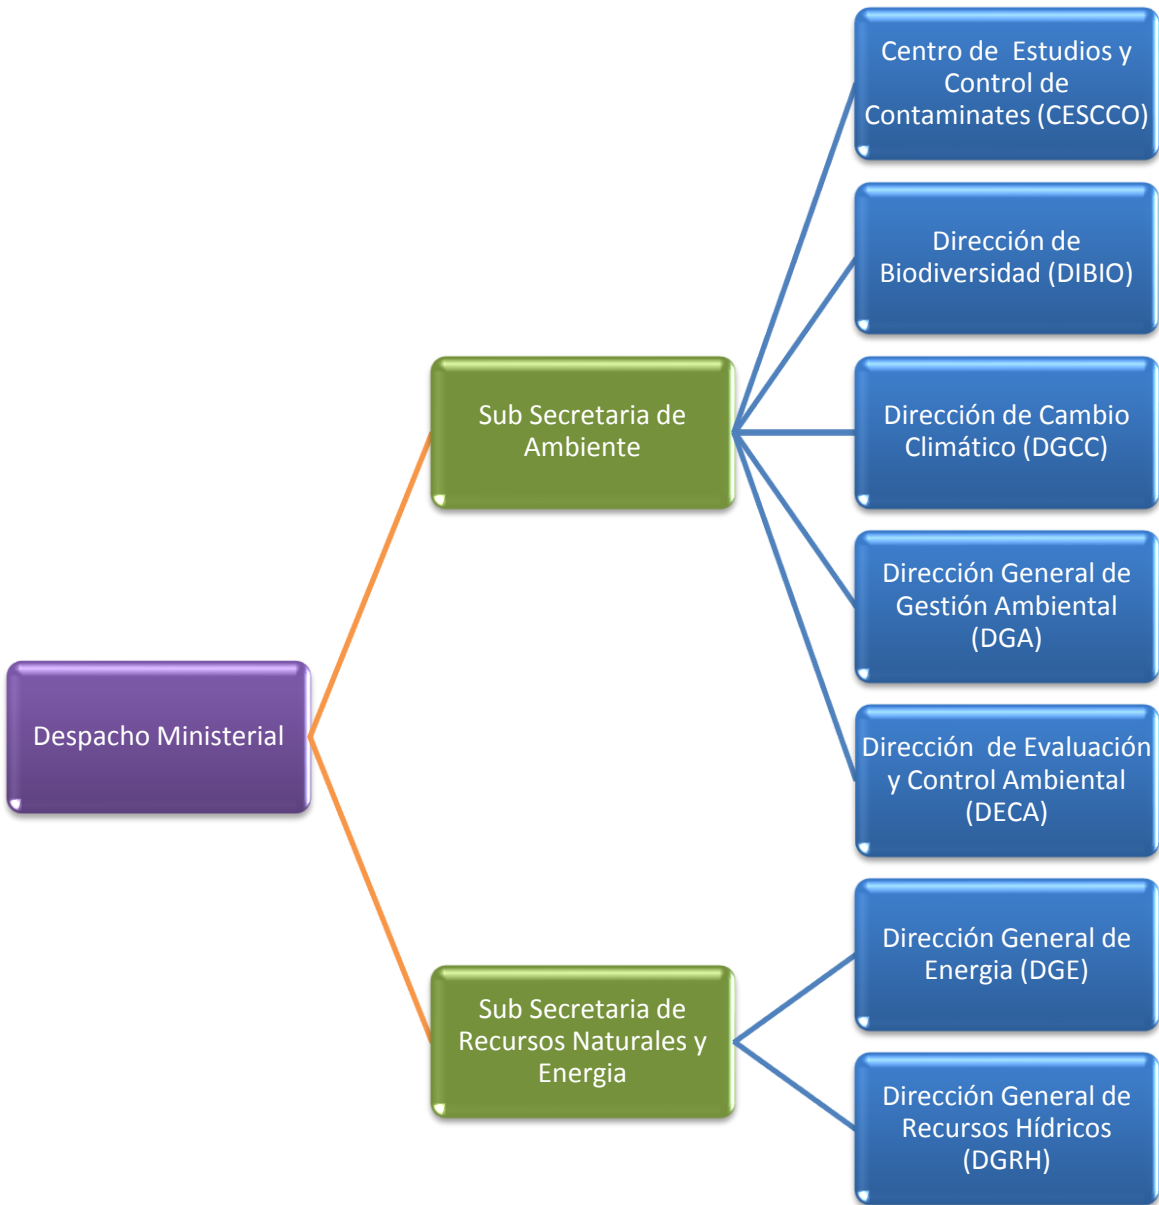 Centro de Estudios y
Control de
Contaminates (CESCCO)
Dirección de
Biodiversidad (DIBIO)
Sub Secretaria de
Ambiente
Dirección de Cambio
Climático (DGCC)
Dirección General de
Gestión Ambiental
(DGA)
Despacho Ministerial
Dirección de Evaluación
y Control Ambiental
(DECA)
Dirección General de
Energia (DGE)
Sub Secretaria de
Recursos Naturales y
Energia
Dirección General de
Recursos Hídricos
(DGRH)